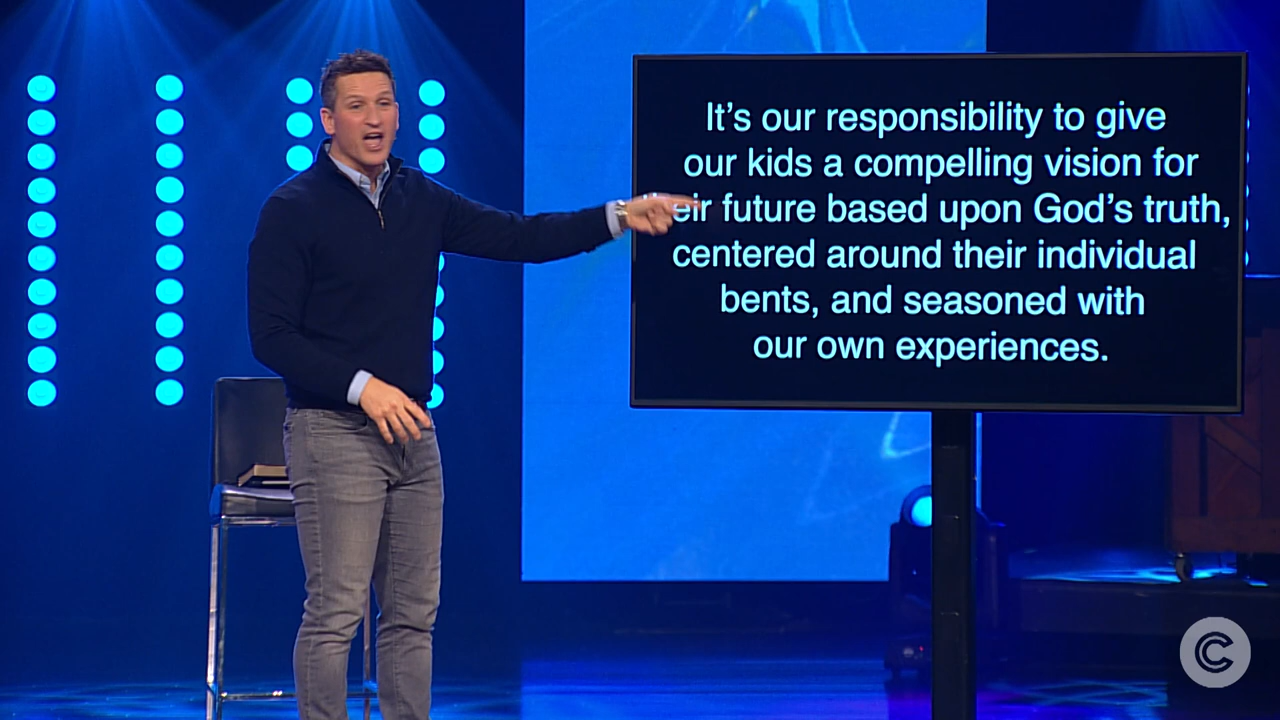 It's our responsibility to give
our kids a compelling vision for
eir future based upon God's truth,
centered around their individual
bents, and seasoned with
our own experiences.
C